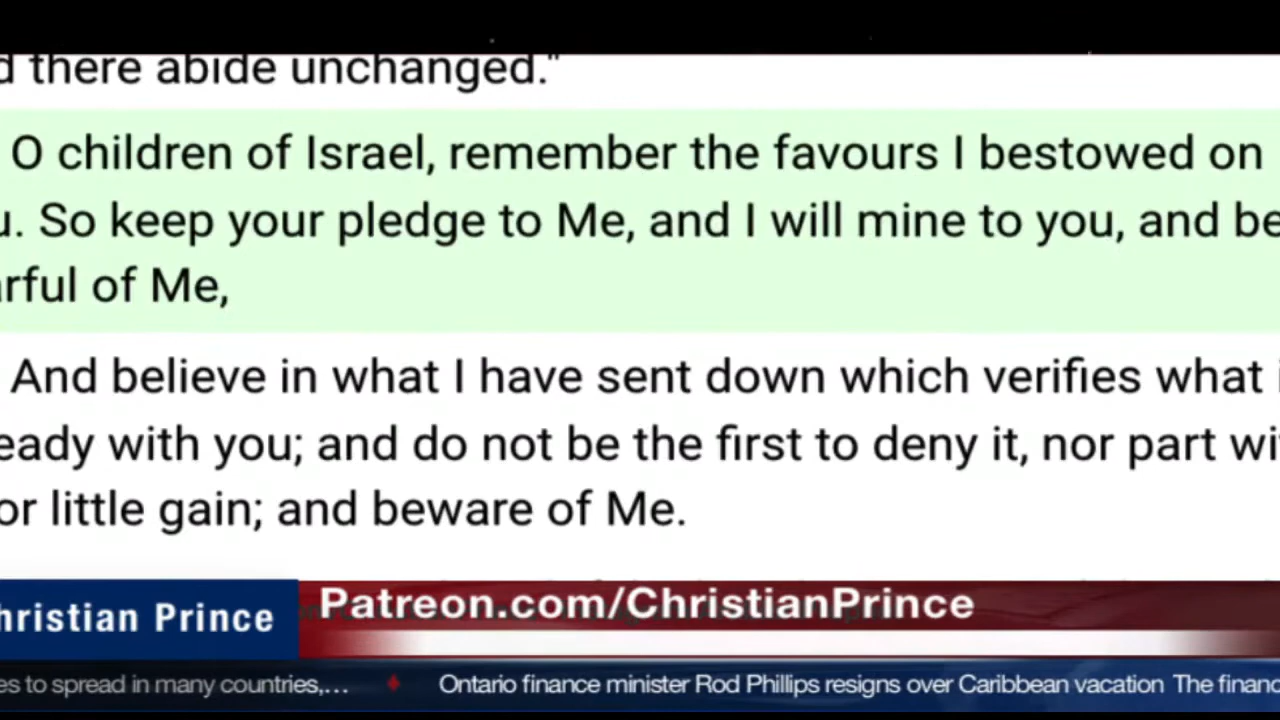 d there abide unchanged."
O children of Israel, remember the favours I bestowed on
u. So keep your pledge to Me, and I will mine to you, and be
rful of Me,
And believe in what I have sent down which verifies what i
eady with you; and do not be the first to deny it, nor part wi
or little gain; and beware of Me.
hristian Prince
Patreon.com/ChristianPrince
es to spread in many countries,... ♦ Ontario finance minister Rod Phillips resigns over Caribbean vacation The financ